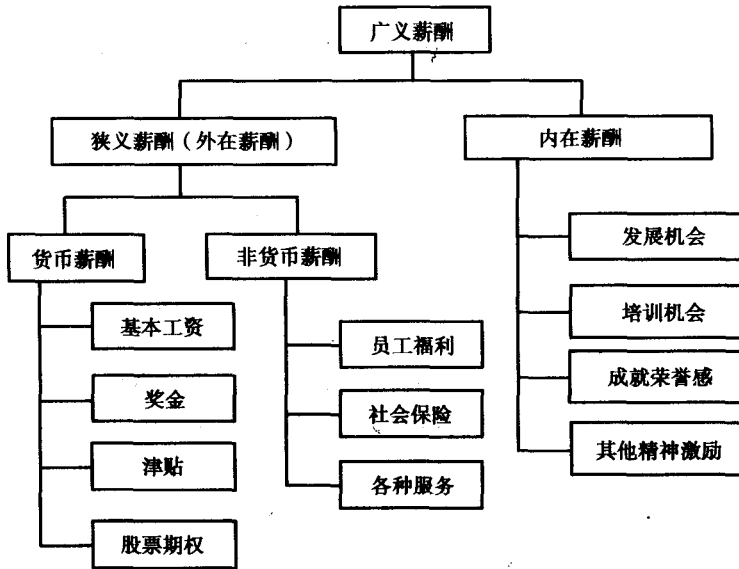 广义薪酬
狭义薪酬（外在薪酬）
内在薪酬
货币薪酬
非货币薪酬
基本工资
奖金
津贴
股票期权
员工福利
社会保险
各种服务
发展机会
培训机会
成就荣誉感
其他精神激励